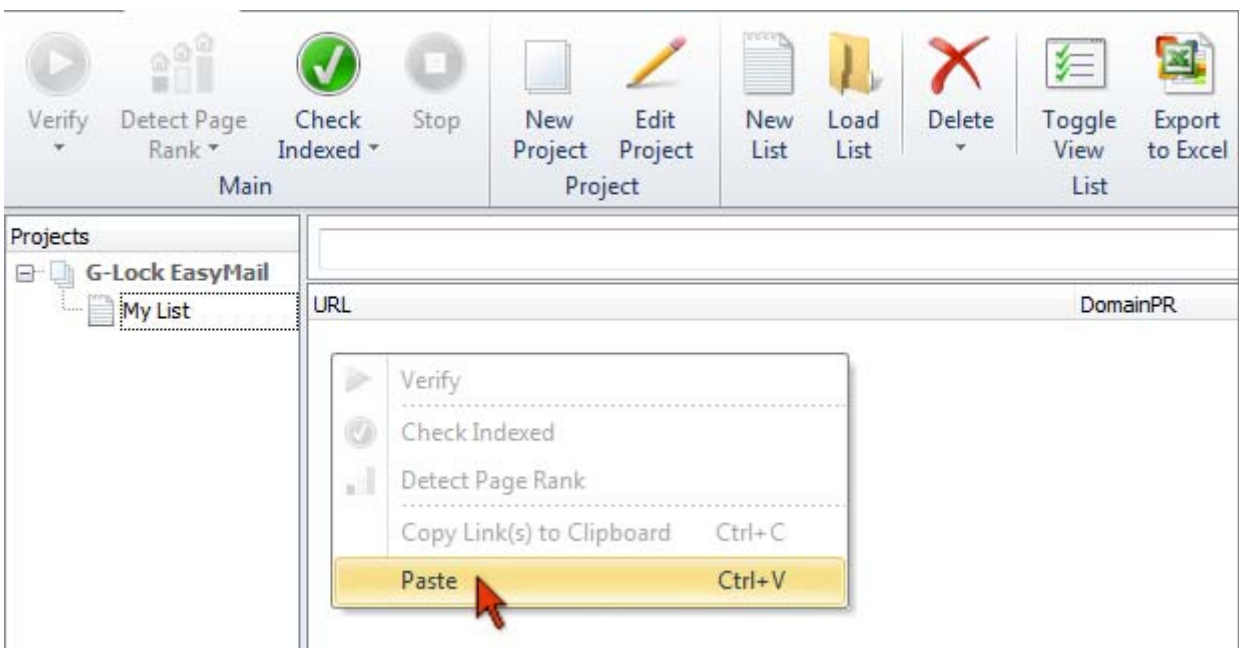 Verify Detect Page Check Stop New Edit New Load Delete Toggle Export
Rank Indexed Project Project List List View to Excel
Main Project List
Projects
G-Lock EasyMail
My List
URL DomainPR
Verify
Check Indexed
Detect Page Rank
Copy Link(s) to Clipboard Ctrl+C
Paste Ctrl+V